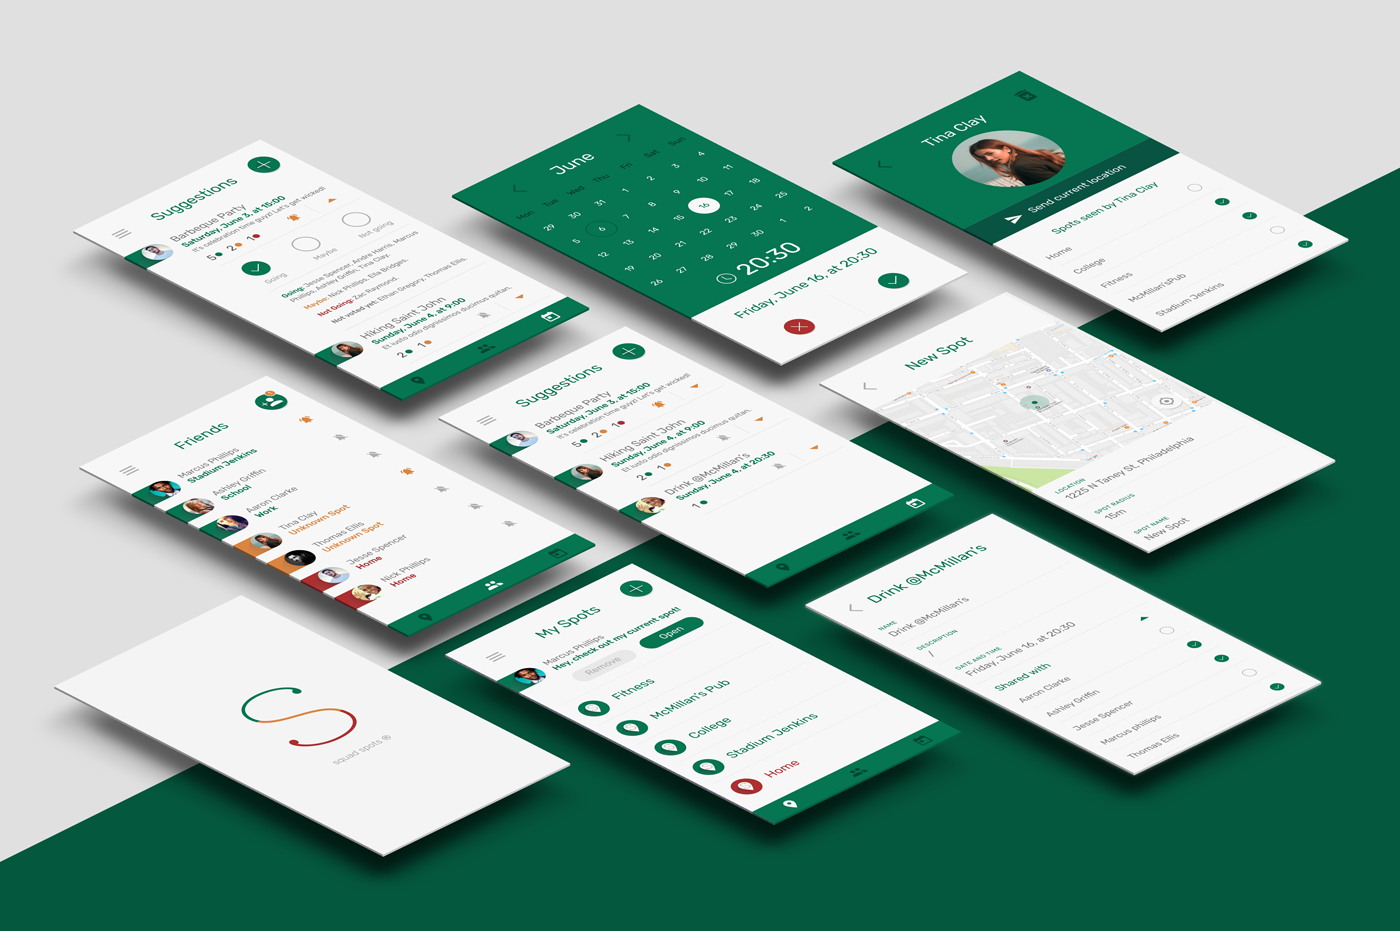 Suggestions
Barbeque Party
Saturday, June 3, at 15:00
It's celebration time guys! Let's get wicked!
5 2 1
Going
Maybe
Not going
Going: Jesse Spencer, Andre Harris, Marcus
Phillips, Ashley Griffin, Tina Clay.
Maybe: Nick Phillips, Ella Bridges.
Not Going: Zac Raymond.
Not voted yet: Ethan Gregory, Thomas Ellis.
Hiking Saint John
Sunday, June 4, at 9:00
Et iusto odio dignissimos ducimus quitan.
2 1
June
Mon Tue Wed Thu Fri Sat Sun
29 30 31 1 2 3 4
5 6 7 8 9 10 11
12 13 14 15 16 17 18
19 20 21 22 23 24 25
26 27 28 29 30 1 2
20:30
Friday, June 16, at 20:30
Tina Clay
Send current location
Spots seen by Tina Clay
Home
College
Fitness
McMillan'sPub
Stadium Jenkins
Friends
Marcus Phillips
Stadium Jenkins
Ashley Griffin
School
Aaron Clarke
Work
Tina Clay
Unknown Spot
Thomas Ellis
Unknown Spot
Jesse Spencer
Home
Nick Phillips
Home
Suggestions
Barbeque Party
Saturday, June 3, at 15:00
It's celebration time guys! Let's get wicked!
5 2 1
Hiking Saint John
Sunday, June 4, at 9:00
Et iusto odio dignissimos ducimus quitan.
2 1
Drink @McMillan's
Sunday, June 4, at 20:30
1
New Spot
LOCATION
1225 N Taney St, Philadelphia
SPOT RADIUS
15m
SPOT NAME
New Spot
S
squad spots ®
My Spots
Marcus Phillips
Hey, check out my current spot!
Remove
Open
Fitness
McMillan's Pub
College
Stadium Jenkins
Home
Drink @McMillan's
NAME
Drink @McMillan's
DESCRIPTION
/
DATE AND TIME
Friday, June 16, at 20:30
Shared with
Aaron Clarke
Ashley Griffin
Jesse Spencer
Marcus phillips
Thomas Ellis